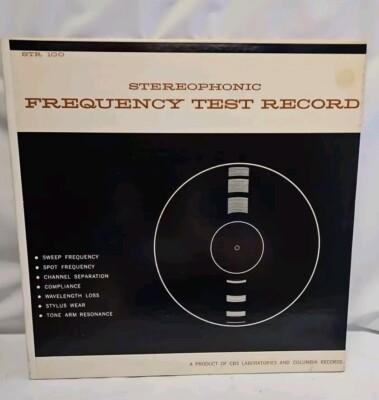 STR 100
STEREOPHONIC
FREQUENCY TEST RECORD
• SWEEP FREQUENCY
• SPOT FREQUENCY
• CHANNEL SEPARATION
• COMPLIANCE
• WAVELENGTH LOSS
• STYLUS WEAR
• TONE ARM RESONANCE
A PRODUCT OF CBS LABORATORIES AND COLUMBIA RECORDS